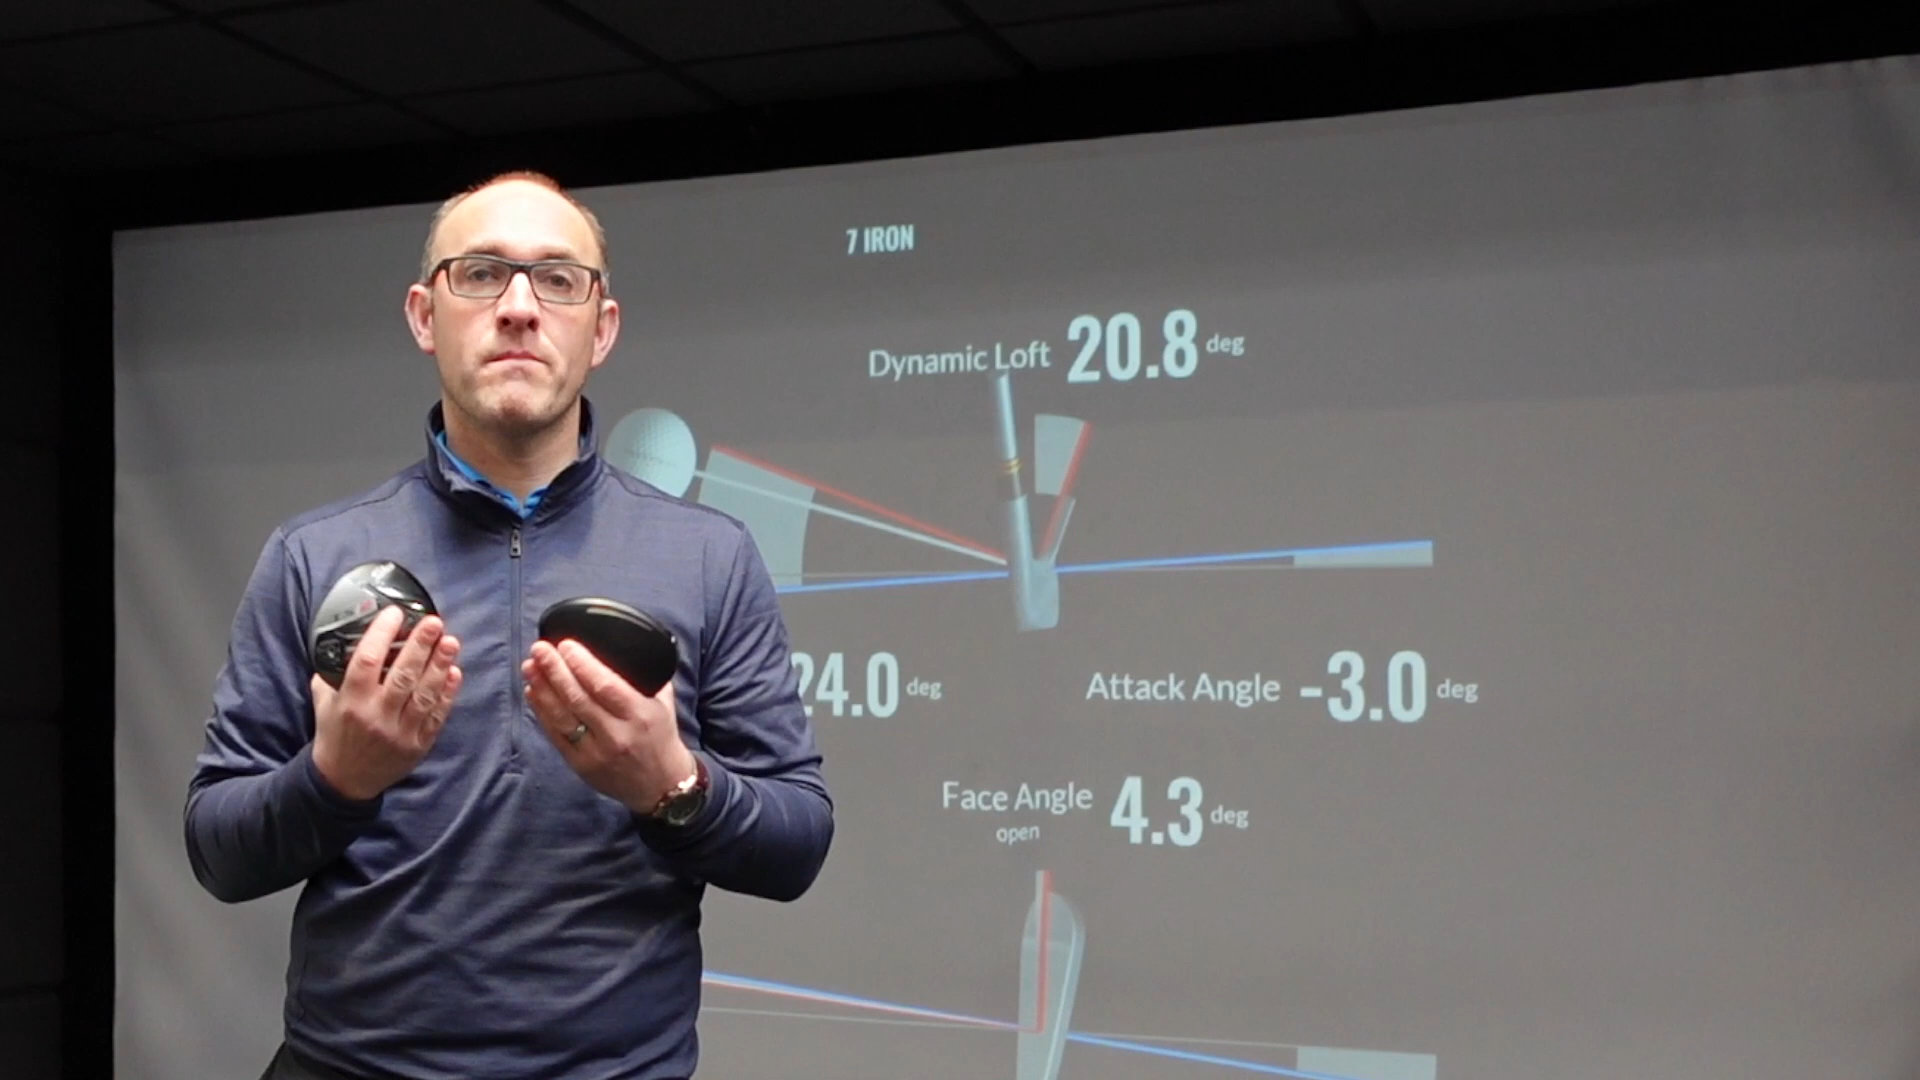 7 IRON
Dynamic Loft 20.8 deg
24.0 deg
Attack Angle -3.0 deg
Face Angle 4.3 deg
open